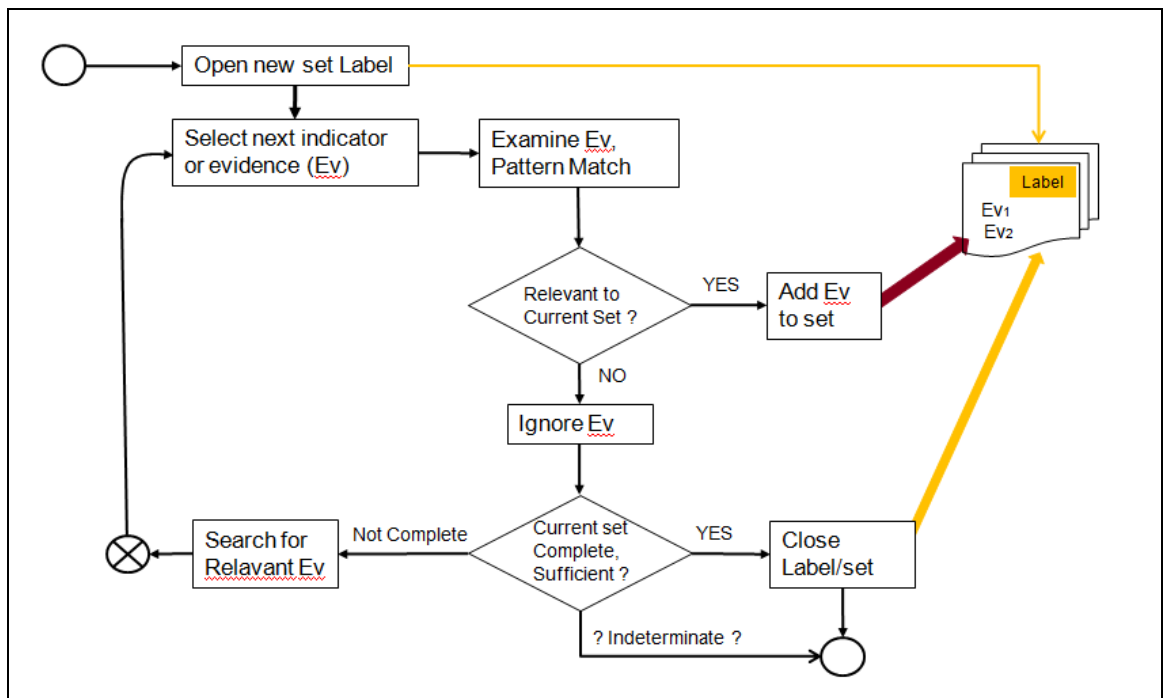 Open new set Label
Select next indicator
or evidence (Ev)
Examine Ev,
Pattern Match
Label
Ev1
Ev2
Relevant to
Current Set ?
YES
Add Ev
to set
NO
Ignore Ev
Current set
Complete,
Sufficient ?
YES
Close
Label/set
Not Complete
Search for
Relavant Ev
? Indeterminate ?